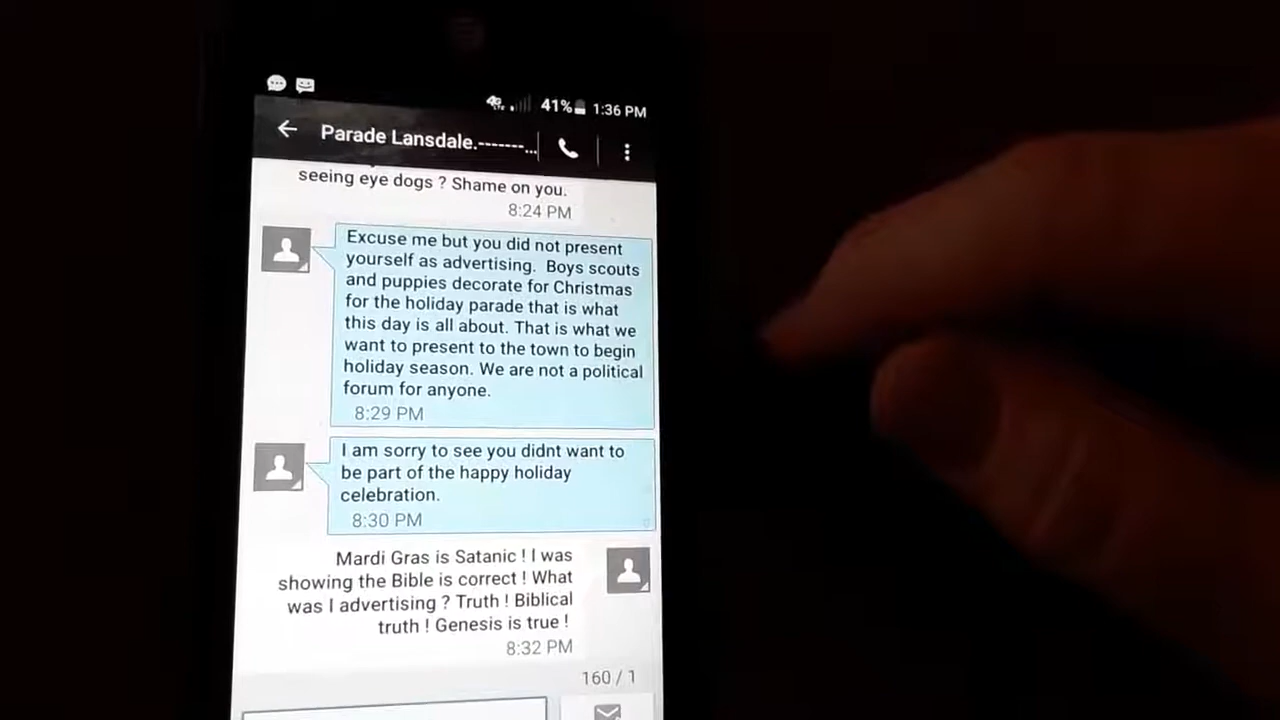 4G LTE 41% 1:36 PM
Parade Lansdale.-------...
seeing eye dogs ? Shame on you.
8:24 PM
Excuse me but you did not present
yourself as advertising. Boys scouts
and puppies decorate for Christmas
for the holiday parade that is what
this day is all about. That is what we
want to present to the town to begin
holiday season. We are not a political
forum for anyone.
8:29 PM
I am sorry to see you didnt want to
be part of the happy holiday
celebration.
8:30 PM
Mardi Gras is Satanic ! I was
showing the Bible is correct ! What
was I advertising ? Truth ! Biblical
truth ! Genesis is true !
8:32 PM
160 / 1